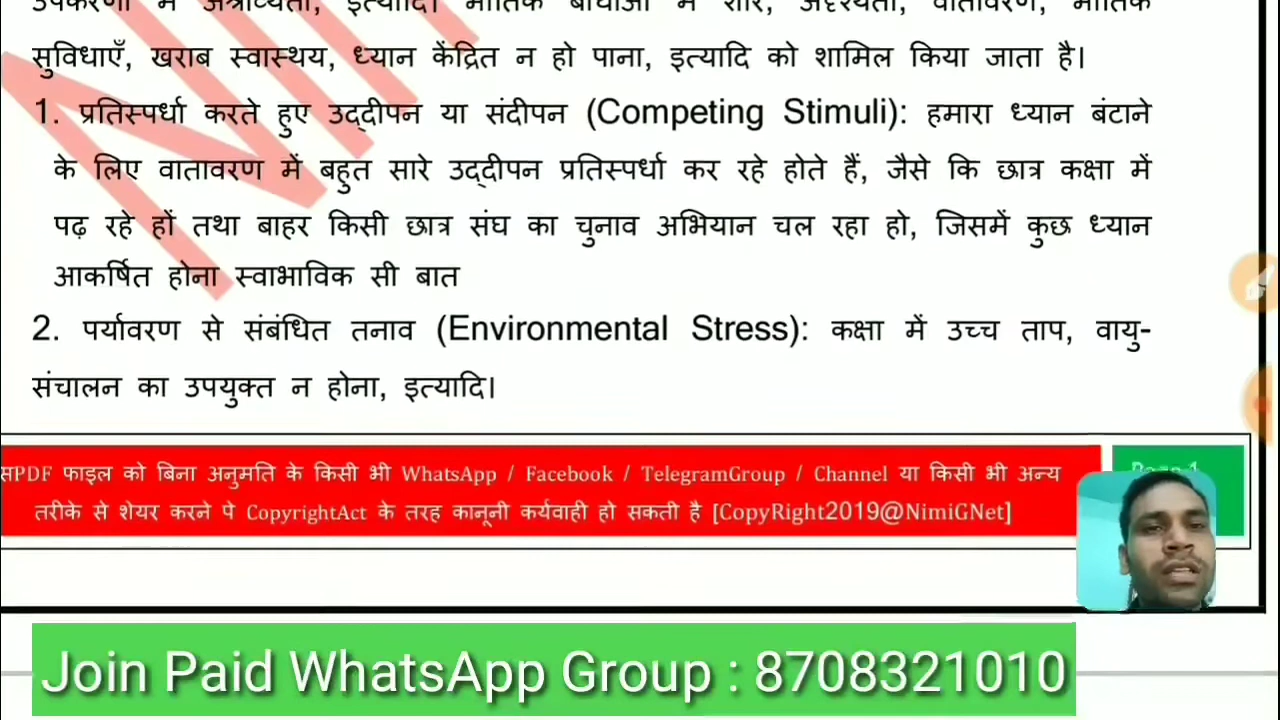 सुविधाएँ, खराब स्वास्थय, ध्यान केंद्रित न हो पाना, इत्यादि को शामिल किया जाता है।
1. प्रतिस्पर्धा करते हुए उद्दीपन या संदीपन (Competing Stimuli): हमारा ध्यान बंटाने
के लिए वातावरण में बहुत सारे उद्दीपन प्रतिस्पर्धा कर रहे होते हैं, जैसे कि छात्र कक्षा में
पढ़ रहे हों तथा बाहर किसी छात्र संघ का चुनाव अभियान चल रहा हो, जिसमें कुछ ध्यान
आकर्षित होना स्वाभाविक सी बात
2. पर्यावरण से संबंधित तनाव (Environmental Stress): कक्षा में उच्च ताप, वायु-
संचालन का उपयुक्त न होना, इत्यादि।
PDF फाइल को बिना अनुमति के किसी भी WhatsApp / Facebook / TelegramGroup / Channel या किसी भी अन्य
तरीके से शेयर करने पे CopyrightAct के तरह कानूनी कर्यवाही हो सकती है [CopyRight2019@NimiGNet]
Join Paid WhatsApp Group : 8708321010